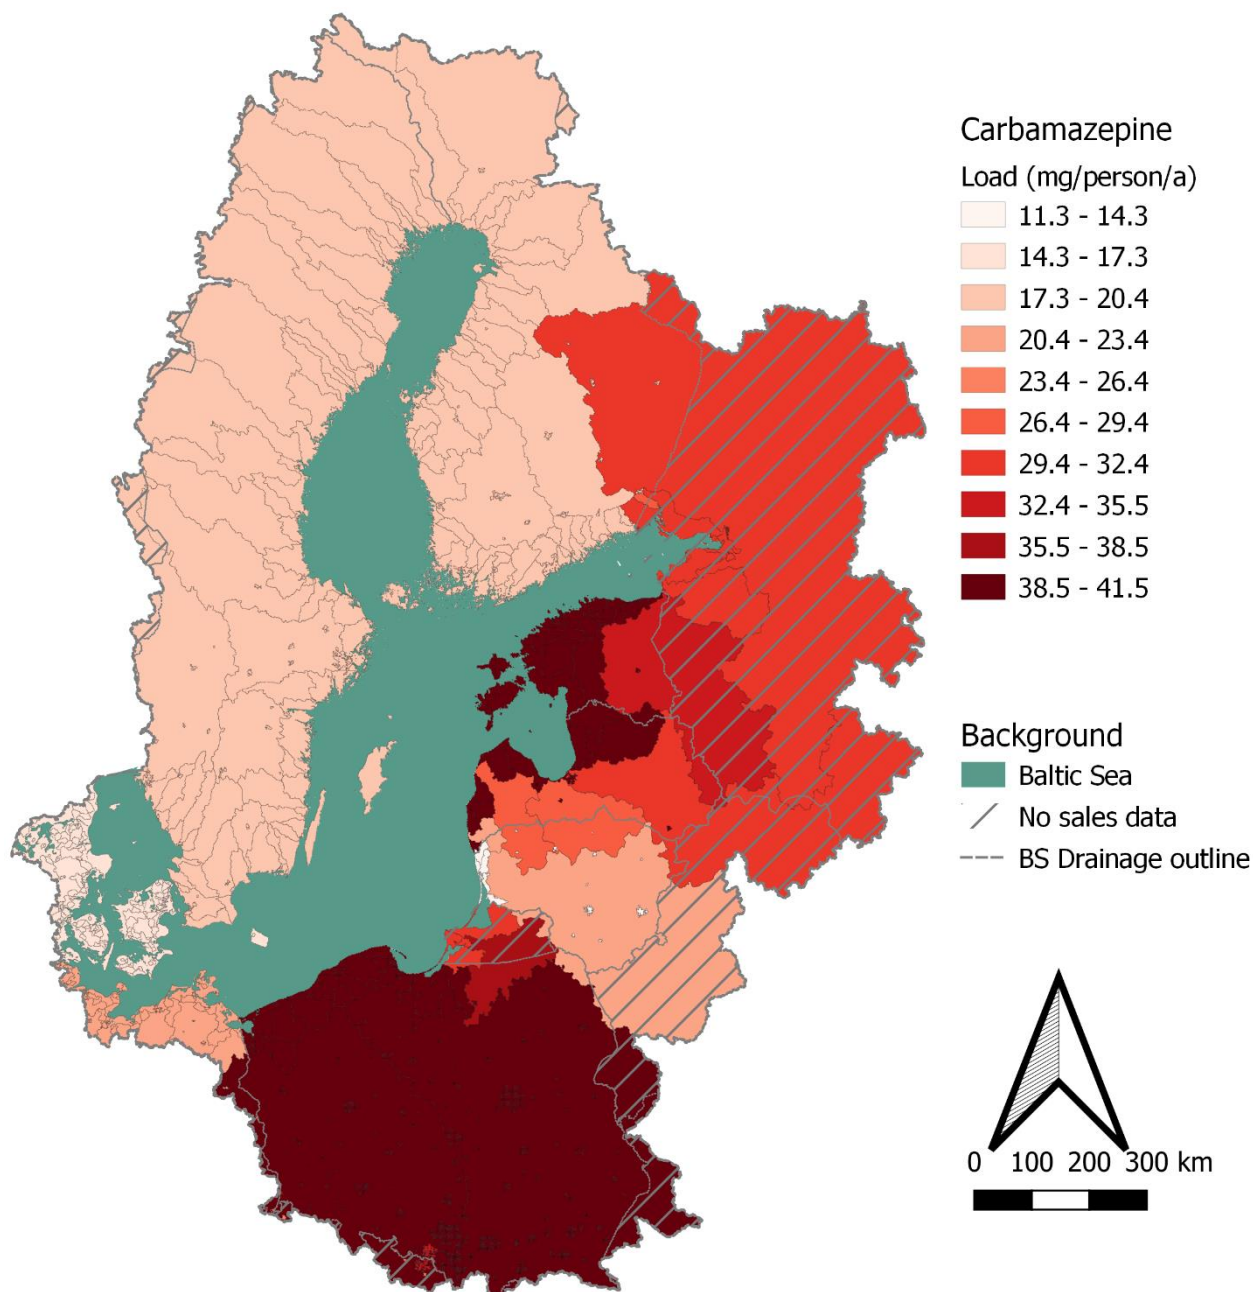 Carbamazepine
Load (mg/person/a)
11.3 - 14.3
14.3 - 17.3
17.3 - 20.4
20.4 - 23.4
23.4 - 26.4
26.4 - 29.4
29.4 - 32.4
32.4 - 35.5
35.5 - 38.5
38.5 - 41.5
Background
Baltic Sea
No sales data
BS Drainage outline
0 100 200 300 km